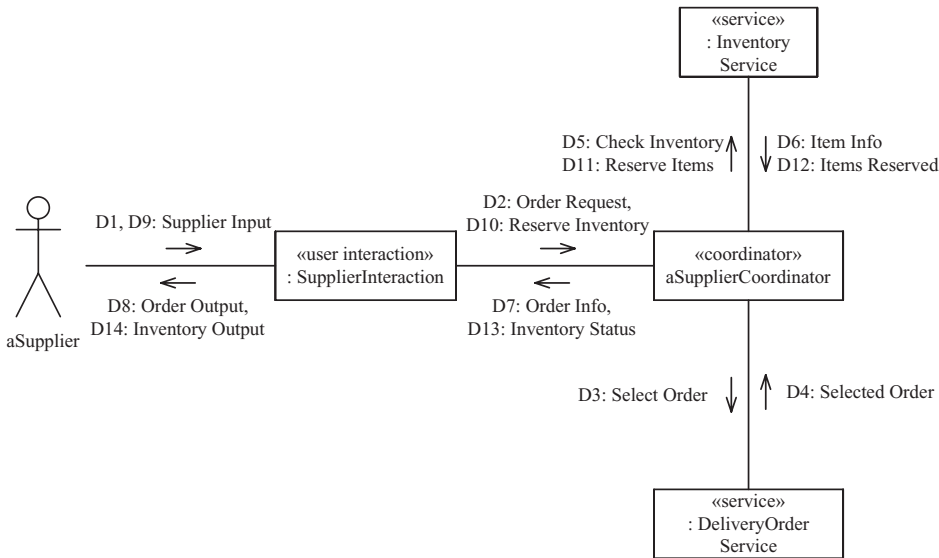 «service»
: Inventory
Service
D5: Check Inventory
D11: Reserve Items
D6: Item Info
D12: Items Reserved
D1, D9: Supplier Input
D2: Order Request,
D10: Reserve Inventory
«user interaction»
: SupplierInteraction
«coordinator»
aSupplierCoordinator
D8: Order Output,
D14: Inventory Output
D7: Order Info,
D13: Inventory Status
aSupplier
D3: Select Order
D4: Selected Order
«service»
: DeliveryOrder
Service